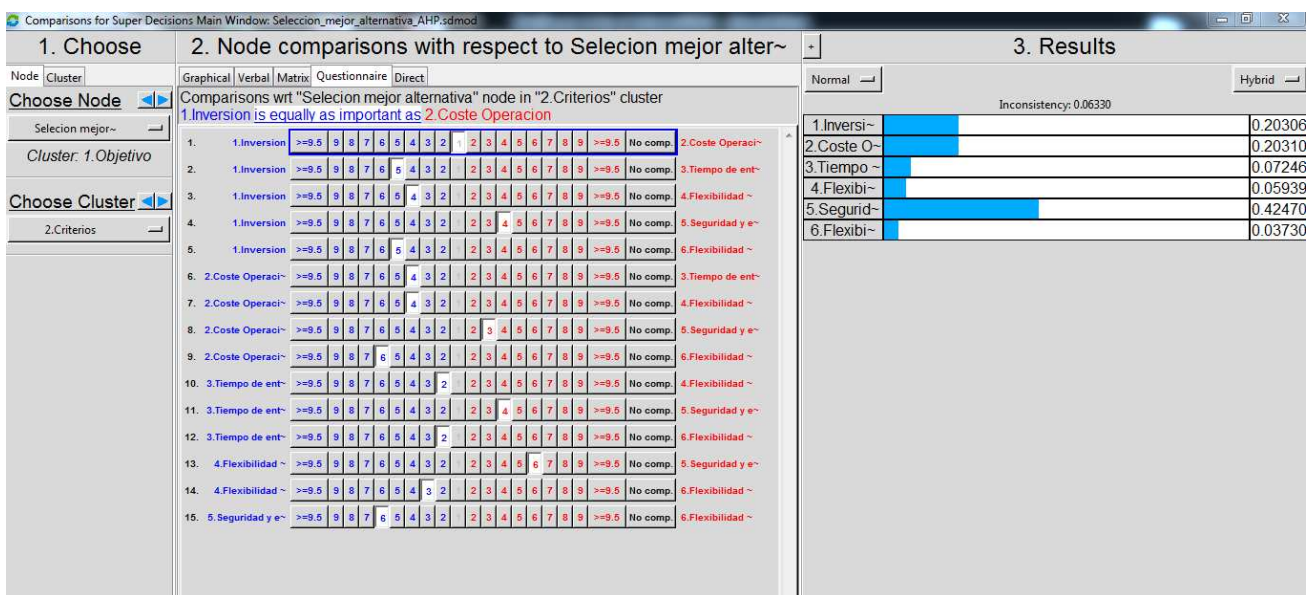 Comparisons for Super Decisions Main Window: Seleccion_mejor_alternativa_AHP.sdmod
1. Choose
Node Cluster
Choose Node
Selecion mejor~
Cluster: 1.Objetivo
Choose Cluster
2.Criterios
2. Node comparisons with respect to Selecion mejor alter~
Graphical Verbal Matrix Questionnaire Direct
Comparisons wrt "Selecion mejor alternativa" node in "2.Criterios" cluster
1.Inversion is equally as important as 2.Coste Operacion
1. 1.Inversion >=9.5 9 8 7 6 5 4 3 2 1 2 3 4 5 6 7 8 9 >=9.5 No comp. 2.Coste Operaci~
2. 1.Inversion >=9.5 9 8 7 6 5 4 3 2 1 2 3 4 5 6 7 8 9 >=9.5 No comp. 3.Tiempo de ent~
3. 1.Inversion >=9.5 9 8 7 6 5 4 3 2 1 2 3 4 5 6 7 8 9 >=9.5 No comp. 4.Flexibilidad ~
4. 1.Inversion >=9.5 9 8 7 6 5 4 3 2 1 2 3 4 5 6 7 8 9 >=9.5 No comp. 5.Seguridad y e~
5. 1.Inversion >=9.5 9 8 7 6 5 4 3 2 1 2 3 4 5 6 7 8 9 >=9.5 No comp. 6.Flexibilidad ~
6. 2.Coste Operaci~ >=9.5 9 8 7 6 5 4 3 2 1 2 3 4 5 6 7 8 9 >=9.5 No comp. 3.Tiempo de ent~
7. 2.Coste Operaci~ >=9.5 9 8 7 6 5 4 3 2 1 2 3 4 5 6 7 8 9 >=9.5 No comp. 4.Flexibilidad ~
8. 2.Coste Operaci~ >=9.5 9 8 7 6 5 4 3 2 1 2 3 4 5 6 7 8 9 >=9.5 No comp. 5.Seguridad y e~
9. 2.Coste Operaci~ >=9.5 9 8 7 6 5 4 3 2 1 2 3 4 5 6 7 8 9 >=9.5 No comp. 6.Flexibilidad ~
10. 3.Tiempo de ent~ >=9.5 9 8 7 6 5 4 3 2 1 2 3 4 5 6 7 8 9 >=9.5 No comp. 4.Flexibilidad ~
11. 3.Tiempo de ent~ >=9.5 9 8 7 6 5 4 3 2 1 2 3 4 5 6 7 8 9 >=9.5 No comp. 5.Seguridad y e~
12. 3.Tiempo de ent~ >=9.5 9 8 7 6 5 4 3 2 1 2 3 4 5 6 7 8 9 >=9.5 No comp. 6.Flexibilidad ~
13. 4.Flexibilidad ~ >=9.5 9 8 7 6 5 4 3 2 1 2 3 4 5 6 7 8 9 >=9.5 No comp. 5.Seguridad y e~
14. 4.Flexibilidad ~ >=9.5 9 8 7 6 5 4 3 2 1 2 3 4 5 6 7 8 9 >=9.5 No comp. 6.Flexibilidad ~
15. 5.Seguridad y e~ >=9.5 9 8 7 6 5 4 3 2 1 2 3 4 5 6 7 8 9 >=9.5 No comp. 6.Flexibilidad ~
+ 3. Results
Normal Hybrid
Inconsistency: 0.06330
1.Inversi~ 0.20306
2.Coste O~ 0.20310
3.Tiempo ~ 0.07246
4.Flexibi~ 0.05939
5.Segurid~ 0.42470
6.Flexibi~ 0.03730